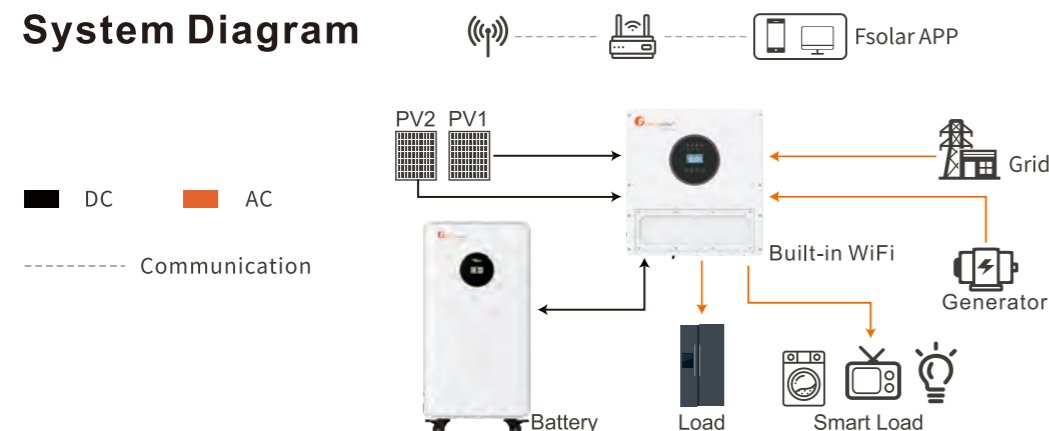 System Diagram
Fsolar APP
PV2 PV1
Grid
DC AC
Built-in WiFi
Communication
Generator
Battery Load Smart Load